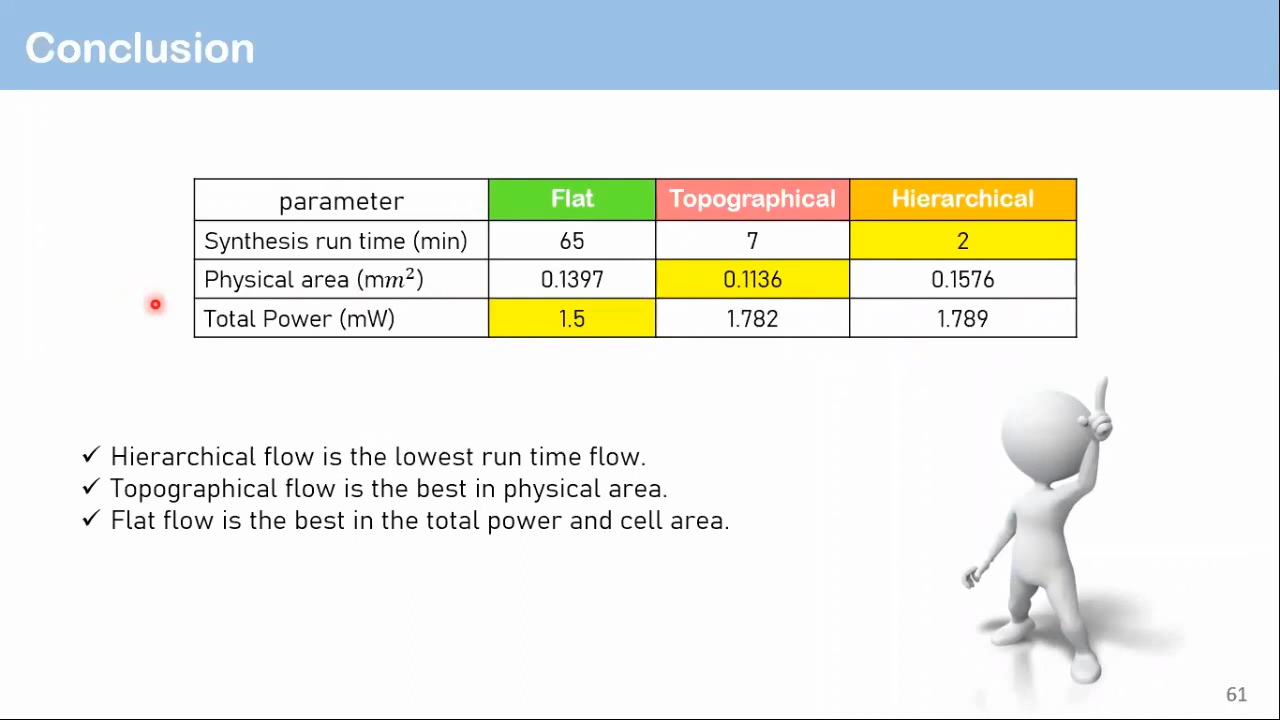 Conclusion
parameter Flat Topographical Hierarchical
Synthesis run time (min) 65 7 2
Physical area (m𝑚²) 0.1397 0.1136 0.1576
Total Power (mW) 1.5 1.782 1.789
✓ Hierarchical flow is the lowest run time flow.
✓ Topographical flow is the best in physical area.
✓ Flat flow is the best in the total power and cell area.
61